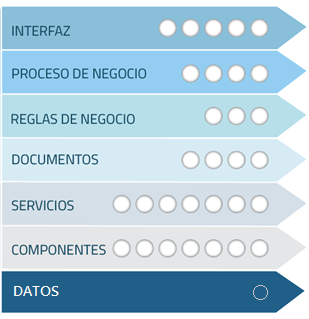 INTERFAZ
PROCESO DE NEGOCIO
REGLAS DE NEGOCIO
DOCUMENTOS
SERVICIOS
COMPONENTES
DATOS